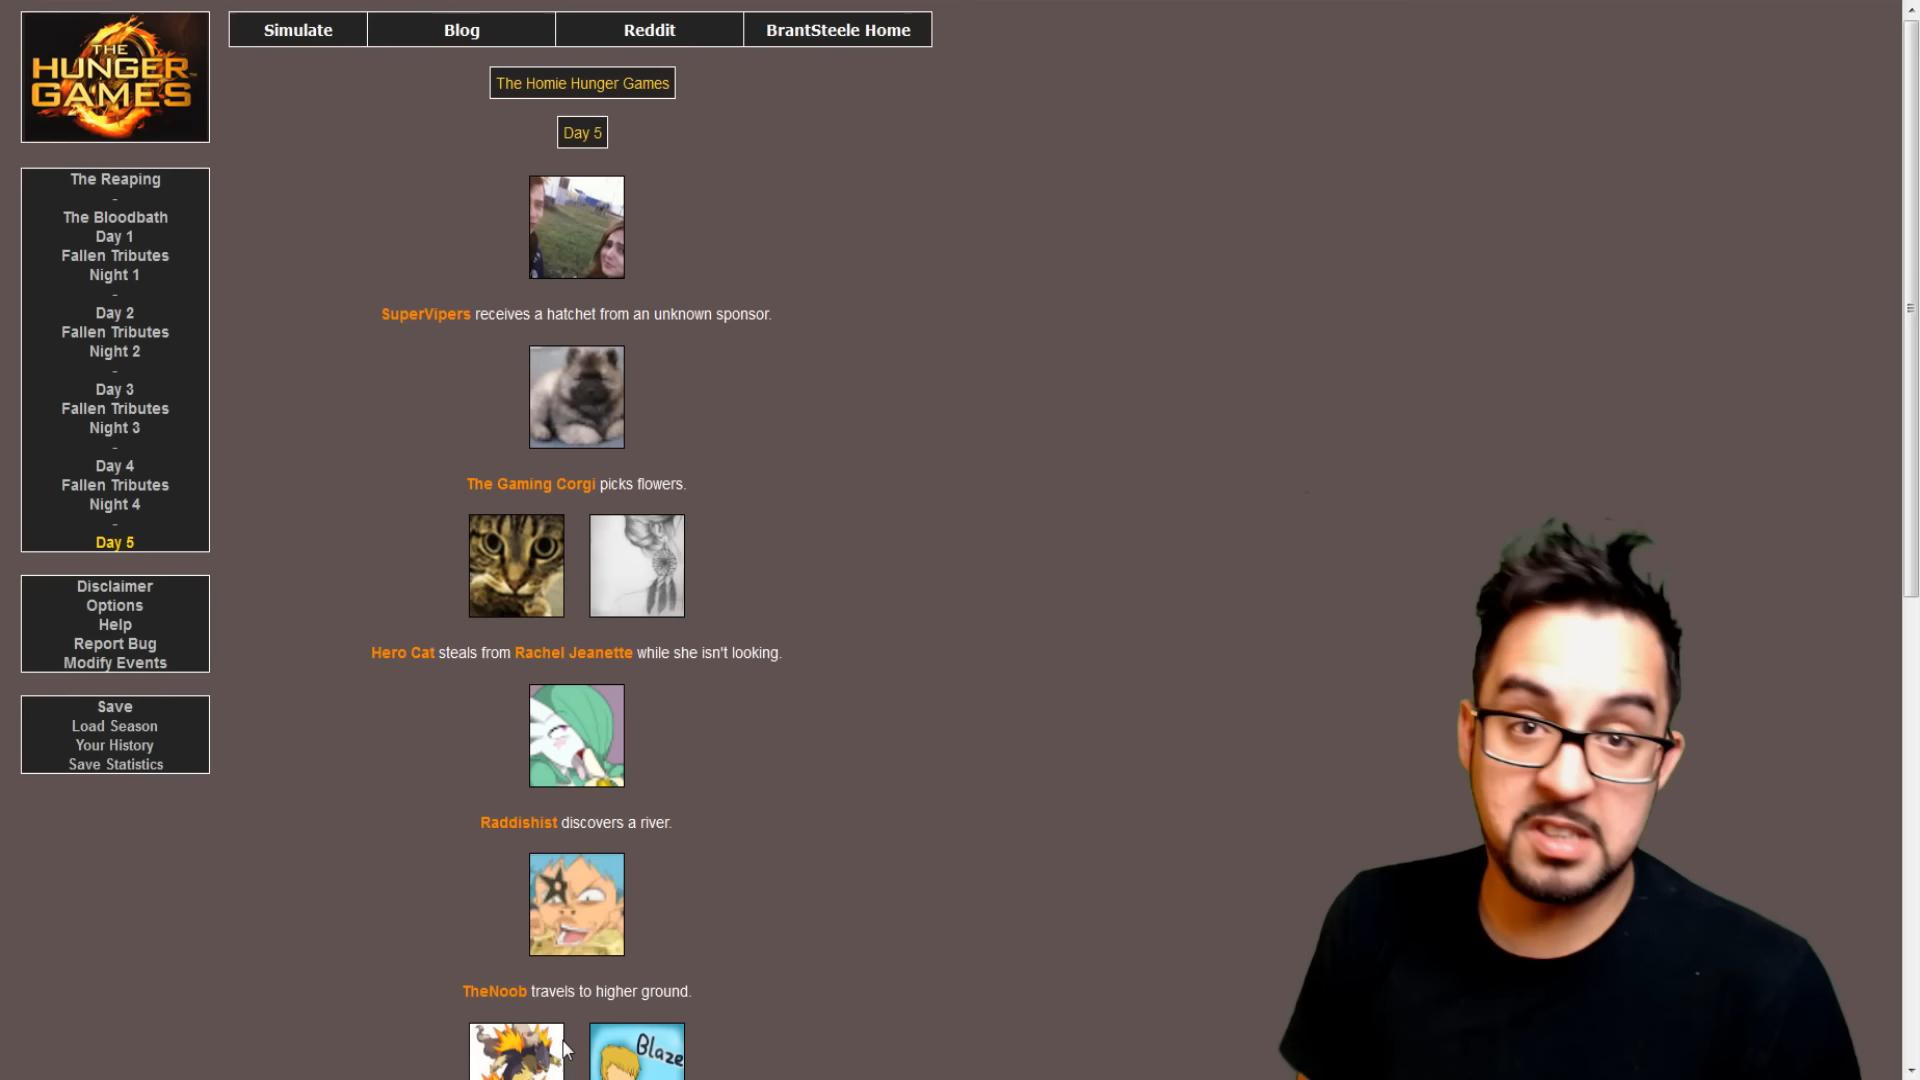 THE
HUNGER
GAMES
Simulate
Blog
Reddit
BrantSteele Home
The Homie Hunger Games
Day 5
The Reaping
-
The Bloodbath
Day 1
Fallen Tributes
Night 1
-
Day 2
Fallen Tributes
Night 2
-
Day 3
Fallen Tributes
Night 3
-
Day 4
Fallen Tributes
Night 4
-
Day 5
Disclaimer
Options
Help
Report Bug
Modify Events
Save
Load Season
Your History
Save Statistics
SuperVipers receives a hatchet from an unknown sponsor.
The Gaming Corgi picks flowers.
Hero Cat steals from Rachel Jeanette while she isn't looking.
Raddishist discovers a river.
TheNoob travels to higher ground.
Blaze